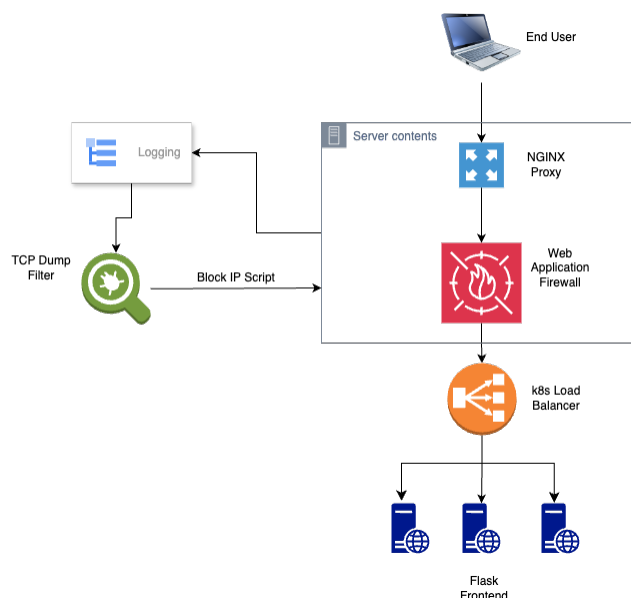 End User
Server contents
NGINX
Proxy
Logging
TCP Dump
Filter
Block IP Script
Web
Application
Firewall
k8s Load
Balancer
Flask
Frontend